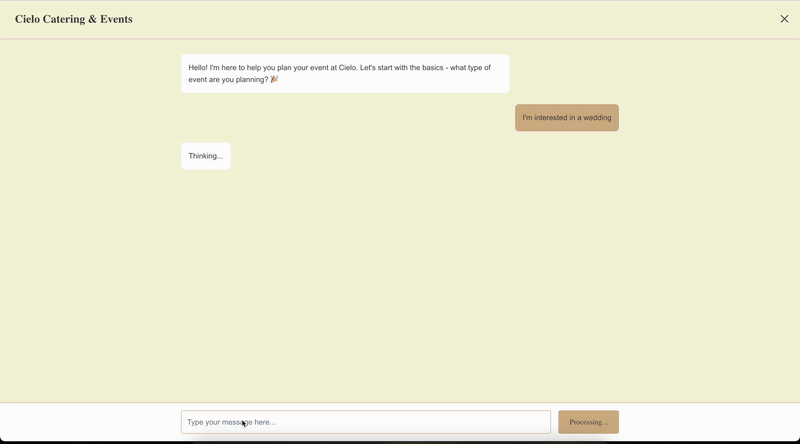 Cielo Catering & Events
Hello! I'm here to help you plan your event at Cielo. Let's start with the basics - what type of
event are you planning? 🎉
I'm interested in a wedding
Thinking...
Type your message here...
Processing...